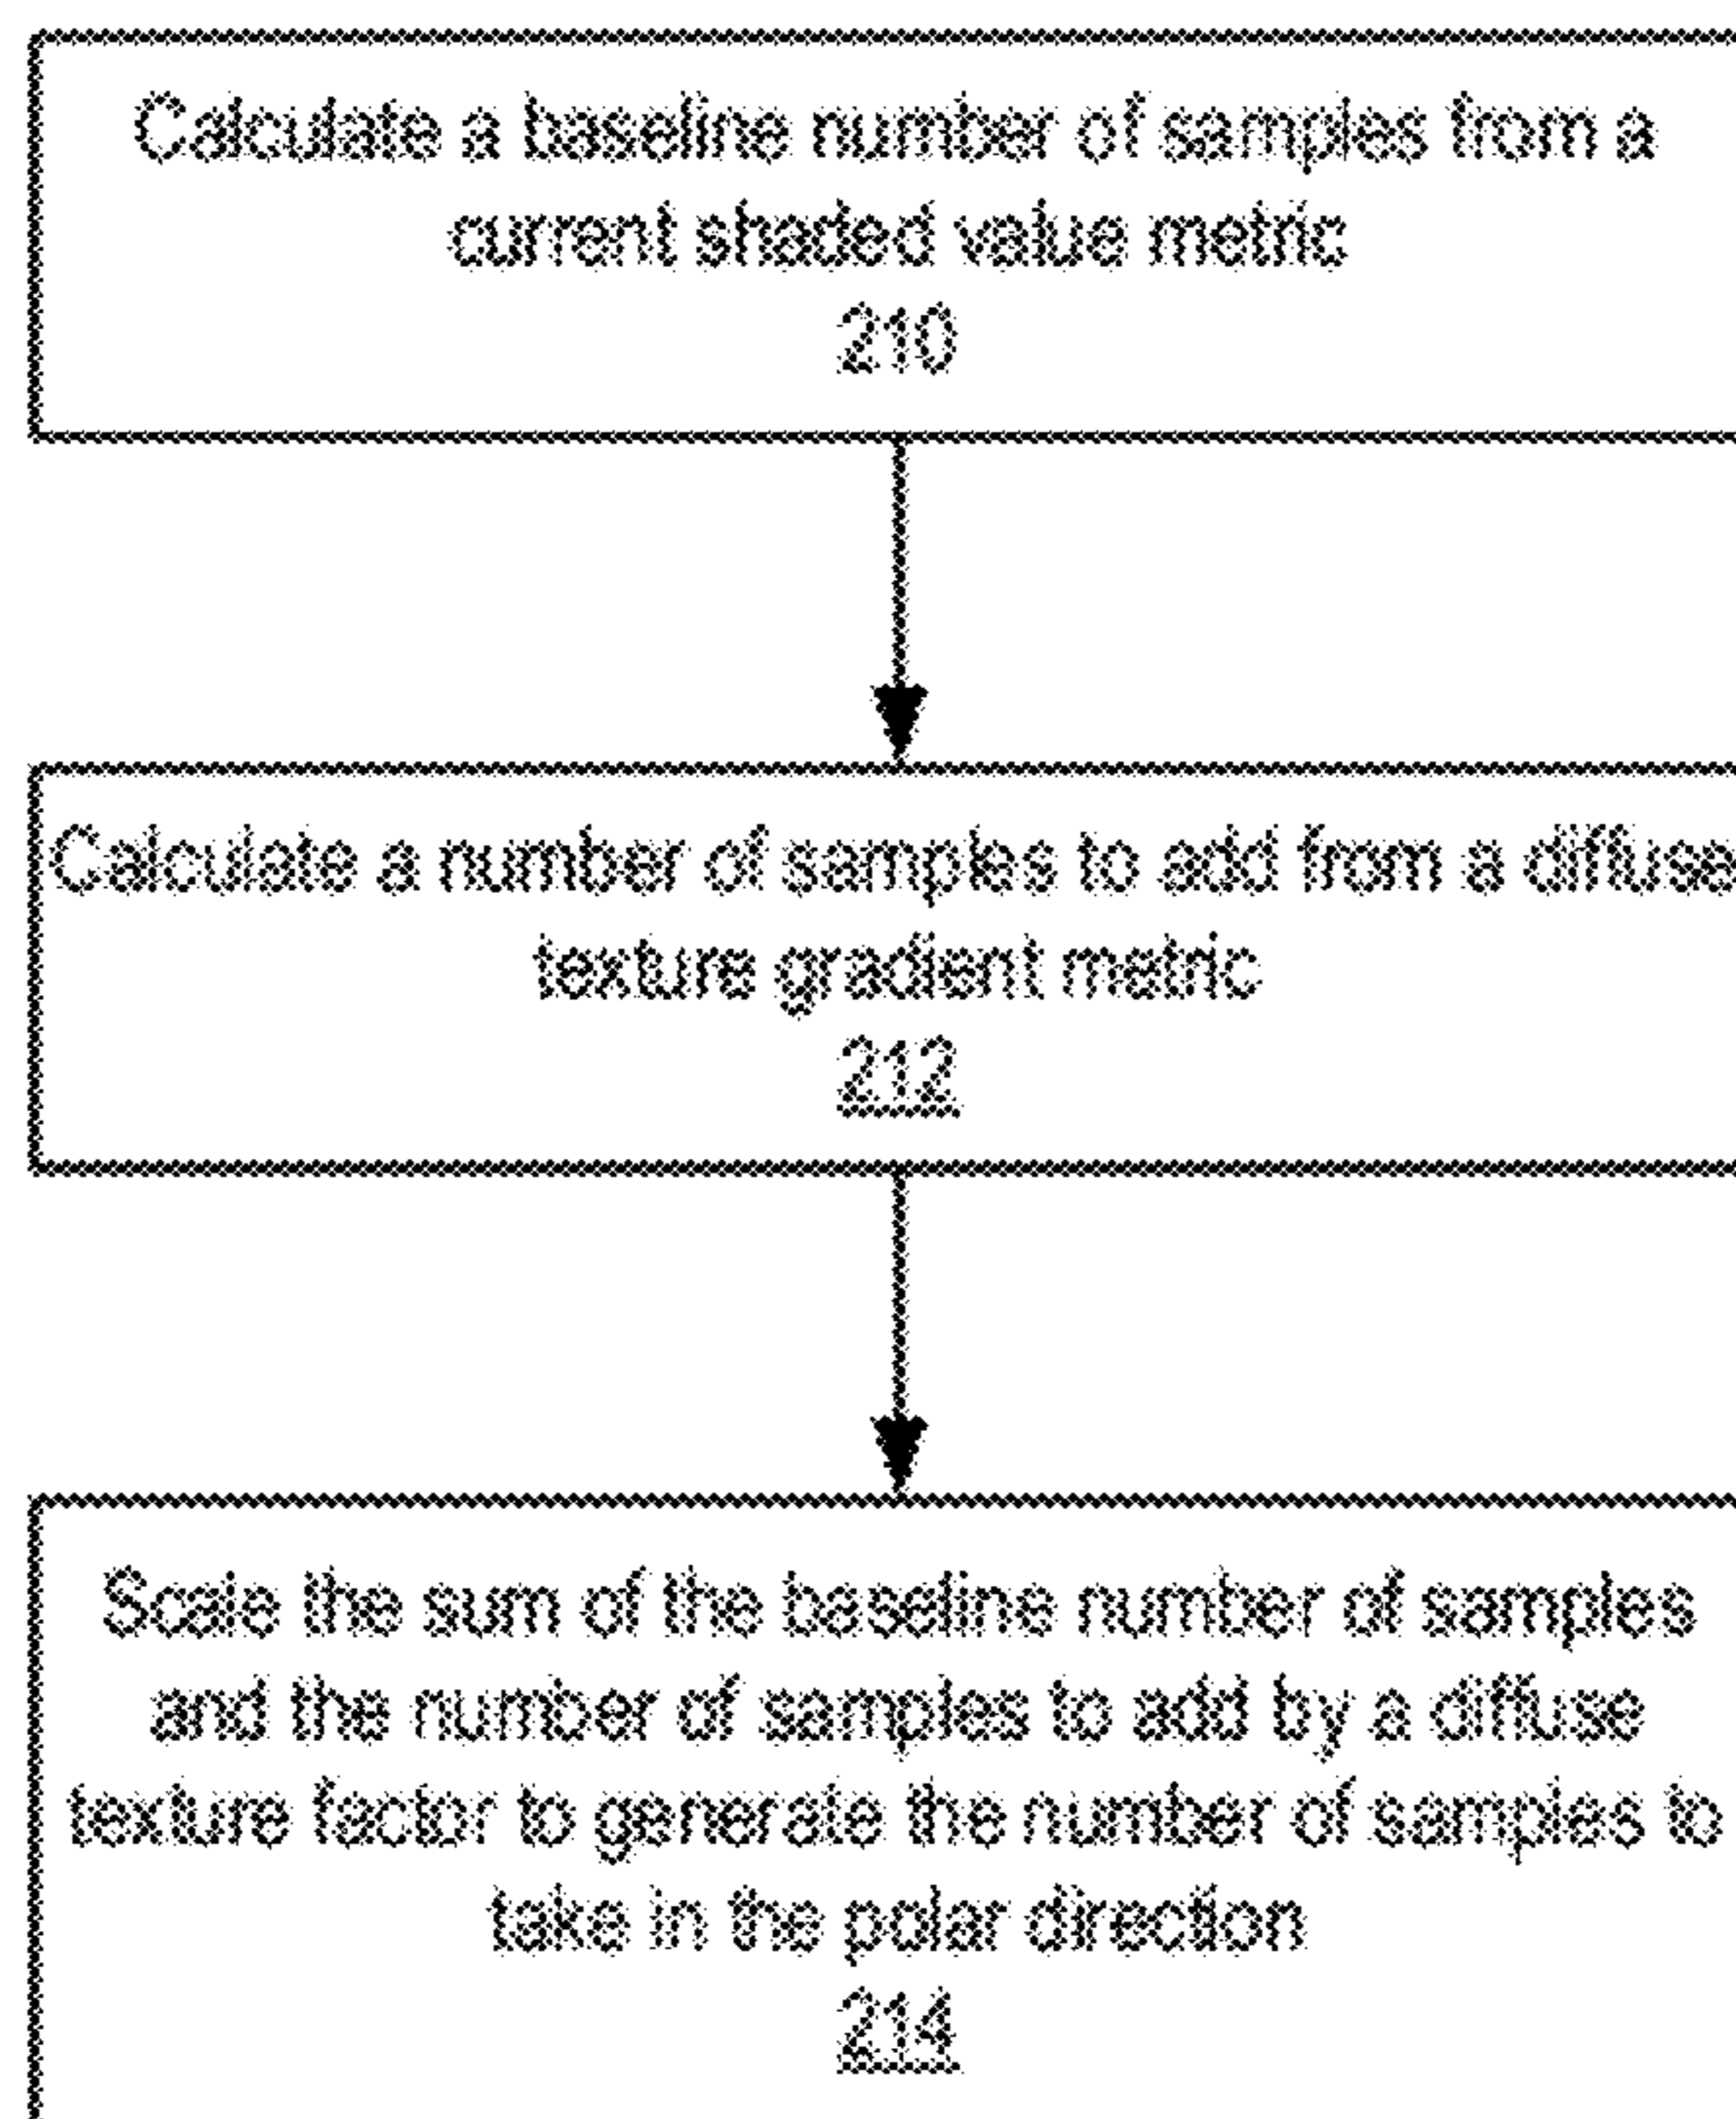 Calculate a baseline number of samples from a
current shaded value metric
210
Calculate a number of samples to add from a diffuse
texture gradient metric
212
Scale the sum of the baseline number of samples
and the number of samples to add by a diffuse
texture factor to generate the number of samples to
take in the polar direction
214